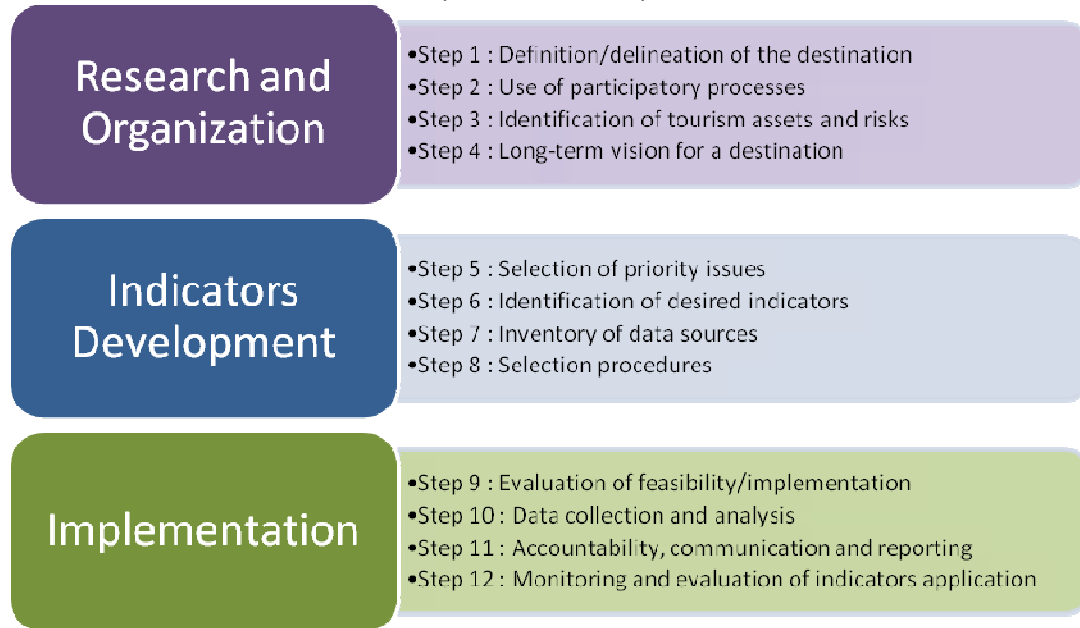 Research and
Organization
•Step 1 : Definition/delineation of the destination
•Step 2 : Use of participatory processes
•Step 3 : Identification of tourism assets and risks
•Step 4 : Long-term vision for a destination
Indicators
Development
•Step 5 : Selection of priority issues
•Step 6 : Identification of desired indicators
•Step 7 : Inventory of data sources
•Step 8 : Selection procedures
Implementation
•Step 9 : Evaluation of feasibility/implementation
•Step 10 : Data collection and analysis
•Step 11 : Accountability, communication and reporting
•Step 12 : Monitoring and evaluation of indicators application